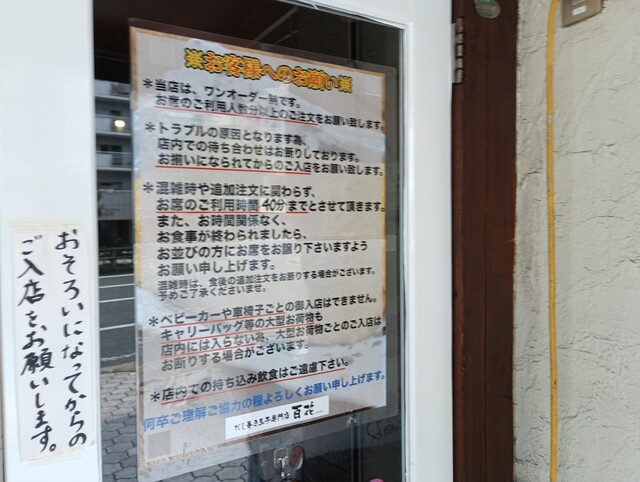 ※お客様へのお願い※
＊当店は、ワンオーダー制です。
お席のご利用人数分以上のご注文をお願い致します。
＊トラブルの原因となります為、
店内での待ち合わせはお断りしております。
お揃いになられてからのご入店をお願い致します。
＊混雑時や追加注文に関わらず、
お席のご利用時間40分までとさせて頂きます。
また、お時間関係なく、
お食事が終わられましたら、
お並びの方にお席をお譲り下さいますよう
お願い申し上げます。
混雑時は、食後の追加注文をお断りする場合がございます。
予めご了承くださいませ。
＊ベビーカーや車椅子ごとの御入店はできません。
キャリーバッグ等の大型お荷物も
店内には入らない為、大型お荷物ごとのご入店は
お断りする場合がございます。
＊店内での持ち込み飲食はご遠慮下さい。
何卒ご理解ご協力の程よろしくお願い申し上げます。
だし巻き玉子専門店
おそろいになってからの
ご入店をお願いします。